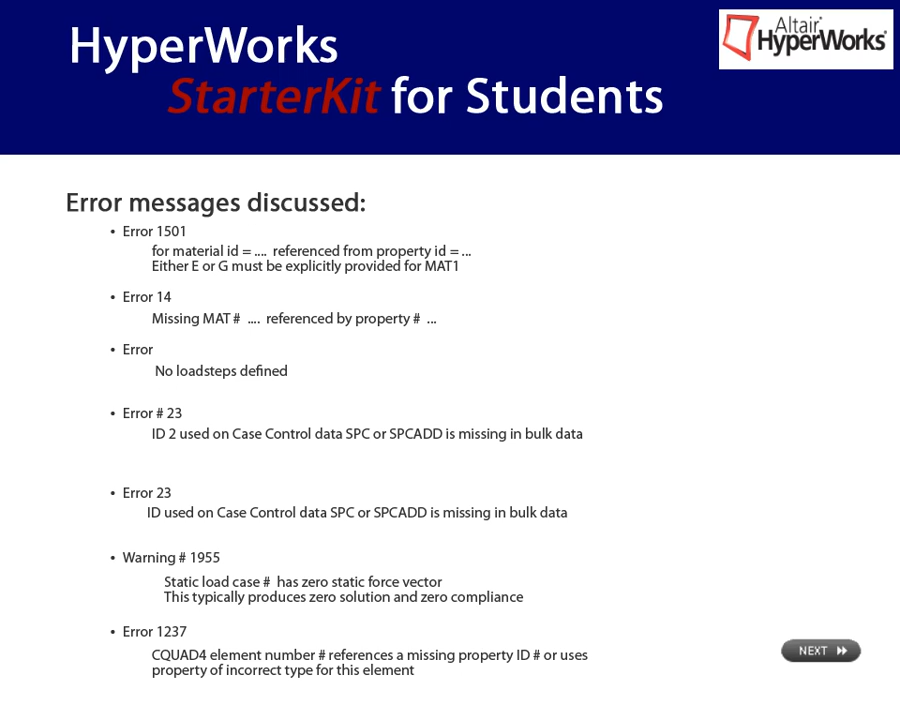 HyperWorks
StarterKit for Students
Altair®
HyperWorks®
Error messages discussed:
• Error 1501
for material id = .... referenced from property id = ...
Either E or G must be explicitly provided for MAT1
• Error 14
Missing MAT # .... referenced by property # ...
• Error
No loadsteps defined
• Error # 23
ID 2 used on Case Control data SPC or SPCADD is missing in bulk data
• Error 23
ID used on Case Control data SPC or SPCADD is missing in bulk data
• Warning # 1955
Static load case # has zero static force vector
This typically produces zero solution and zero compliance
• Error 1237
CQUAD4 element number # references a missing property ID # or uses
property of incorrect type for this element
NEXT